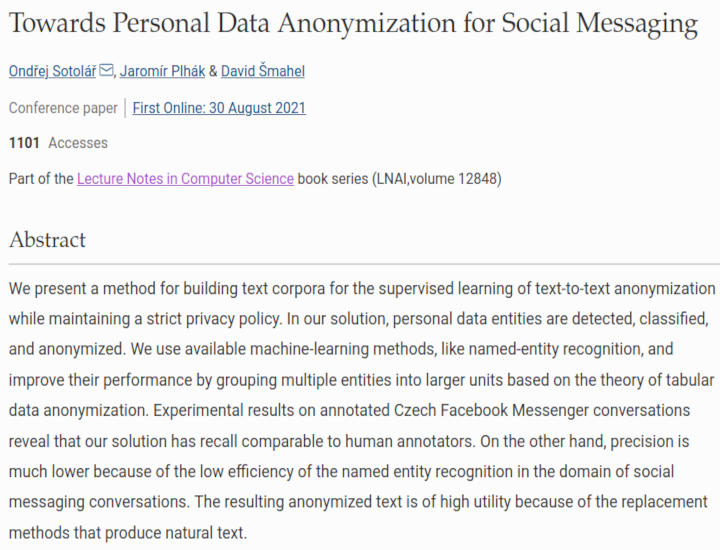 Towards Personal Data Anonymization for Social Messaging
Ondřej Sotolář, Jaromír Plhák & David Šmahel
Conference paper | First Online: 30 August 2021
1101 Accesses
Part of the Lecture Notes in Computer Science book series (LNAI,volume 12848)
Abstract
We present a method for building text corpora for the supervised learning of text-to-text anonymization
while maintaining a strict privacy policy. In our solution, personal data entities are detected, classified,
and anonymized. We use available machine-learning methods, like named-entity recognition, and
improve their performance by grouping multiple entities into larger units based on the theory of tabular
data anonymization. Experimental results on annotated Czech Facebook Messenger conversations
reveal that our solution has recall comparable to human annotators. On the other hand, precision is
much lower because of the low efficiency of the named entity recognition in the domain of social
messaging conversations. The resulting anonymized text is of high utility because of the replacement
methods that produce natural text.